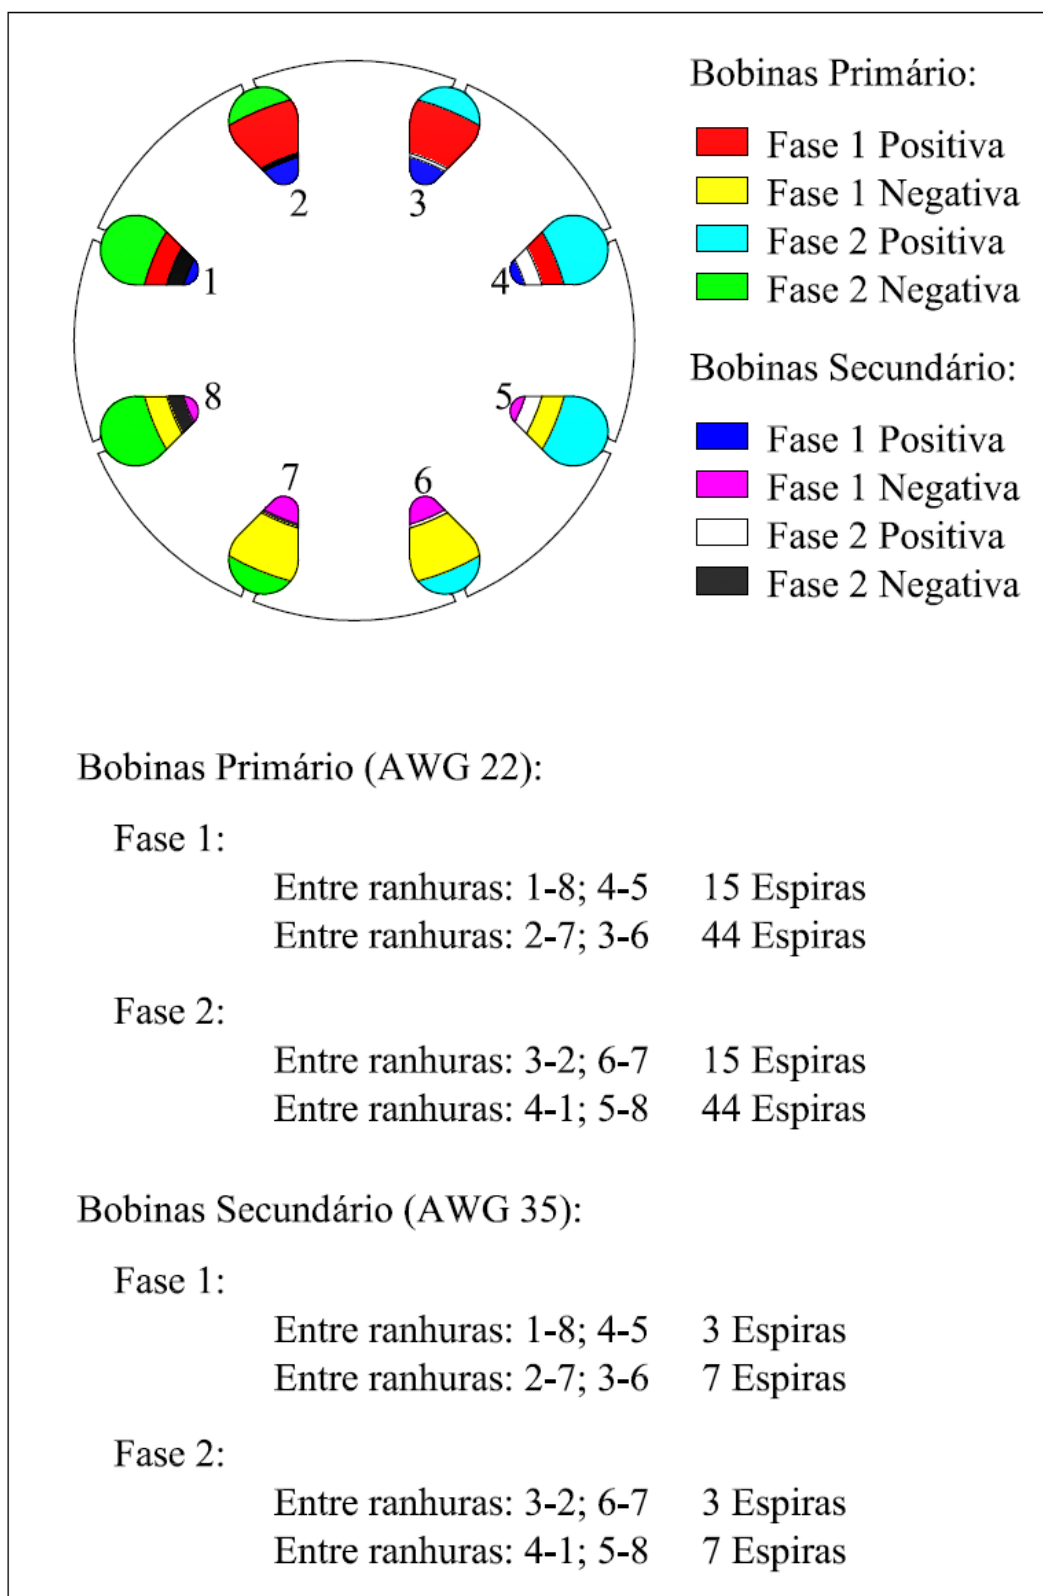 Bobinas Primário:
Fase 1 Positiva
Fase 1 Negativa
Fase 2 Positiva
Fase 2 Negativa
Bobinas Secundário:
Fase 1 Positiva
Fase 1 Negativa
Fase 2 Positiva
Fase 2 Negativa
2
3
1
4
8
5
7
6
Bobinas Primário (AWG 22):
Fase 1:
Entre ranhuras: 1-8; 4-5 15 Espiras
Entre ranhuras: 2-7; 3-6 44 Espiras
Fase 2:
Entre ranhuras: 3-2; 6-7 15 Espiras
Entre ranhuras: 4-1; 5-8 44 Espiras
Bobinas Secundário (AWG 35):
Fase 1:
Entre ranhuras: 1-8; 4-5 3 Espiras
Entre ranhuras: 2-7; 3-6 7 Espiras
Fase 2:
Entre ranhuras: 3-2; 6-7 3 Espiras
Entre ranhuras: 4-1; 5-8 7 Espiras